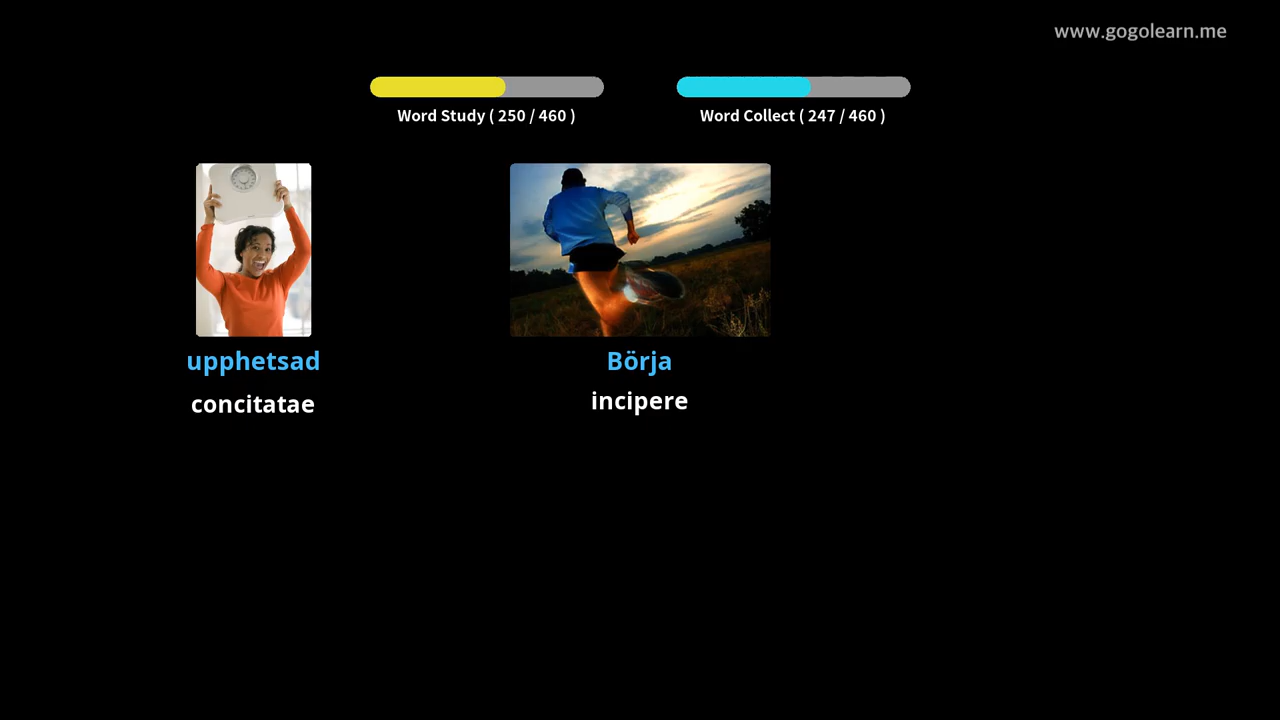 www.gogolearn.me
Word Study ( 250 / 460 )
Word Collect ( 247 / 460 )
upphetsad
concitatae
Börja
incipere